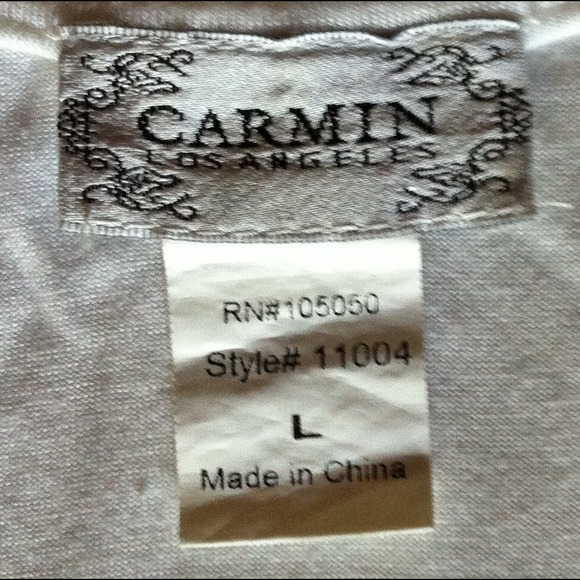 CARMIN
LOS ANGELES
RN#105050
Style# 11004
L
Made in China